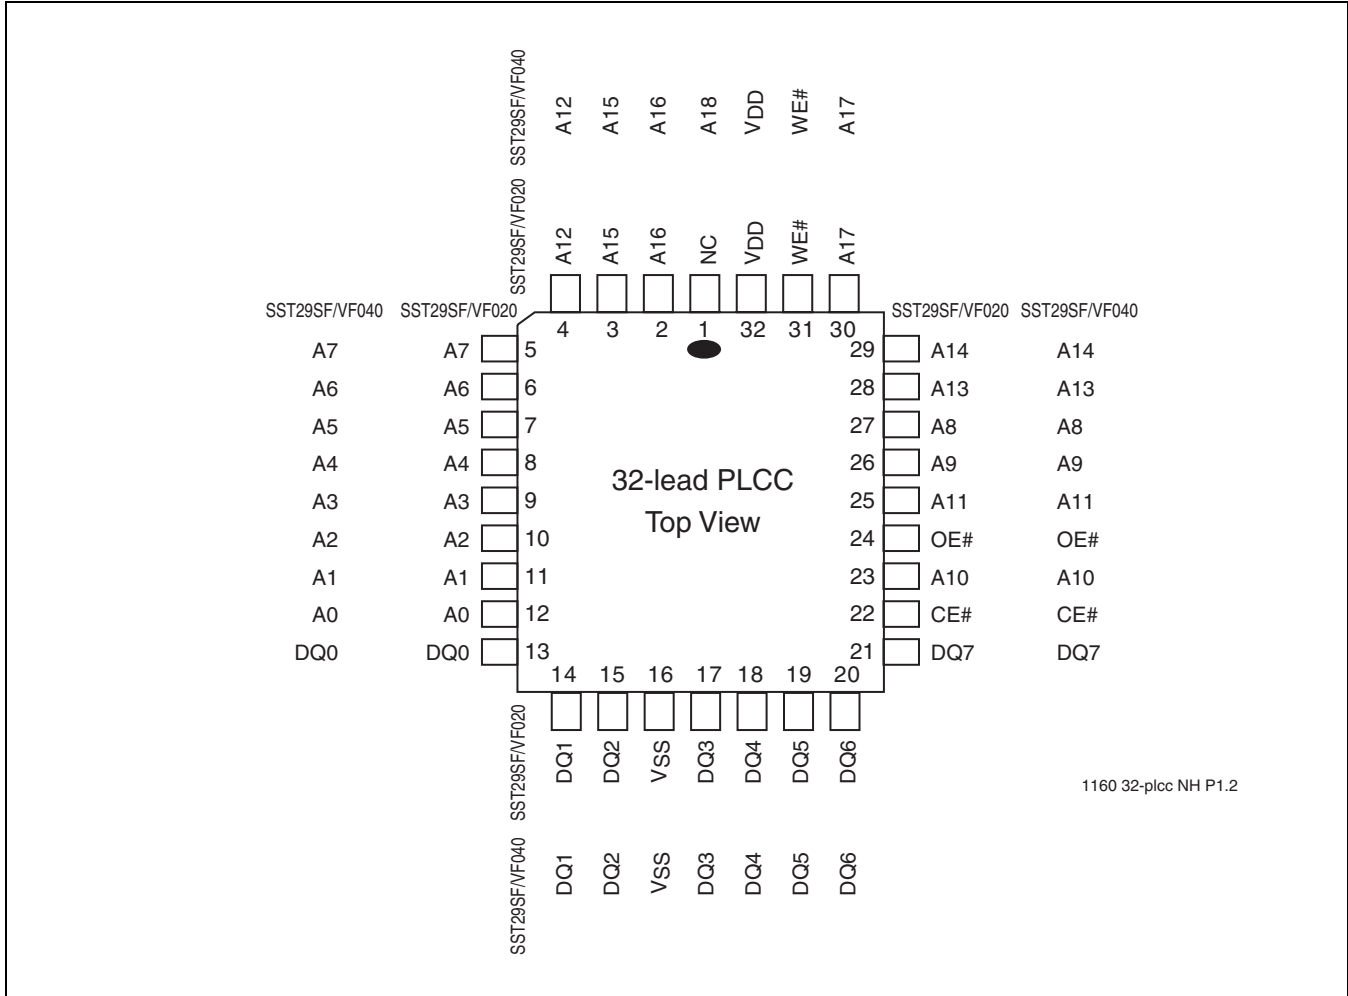 SST29SF/VF040 A12 A15 A16 A18 VDD WE# A17
SST29SF/VF020 A12 A15 A16 NC VDD WE# A17
SST29SF/VF040 SST29SF/VF020 SST29SF/VF020 SST29SF/VF040
4 3 2 1 32 31 30
A7 A7 5 29 A14 A14
A6 A6 6 28 A13 A13
A5 A5 7 27 A8 A8
A4 A4 8 26 A9 A9
32-lead PLCC
A3 A3 9 25 A11 A11
Top View
A2 A2 10 24 OE# OE#
A1 A1 11 23 A10 A10
A0 A0 12 22 CE# CE#
DQ0 DQ0 13 21 DQ7 DQ7
14 15 16 17 18 19 20
SST29SF/VF020 DQ1 DQ2 VSS DQ3 DQ4 DQ5 DQ6
1160 32-plcc NH P1.2
SST29SF/VF040 DQ1 DQ2 VSS DQ3 DQ4 DQ5 DQ6